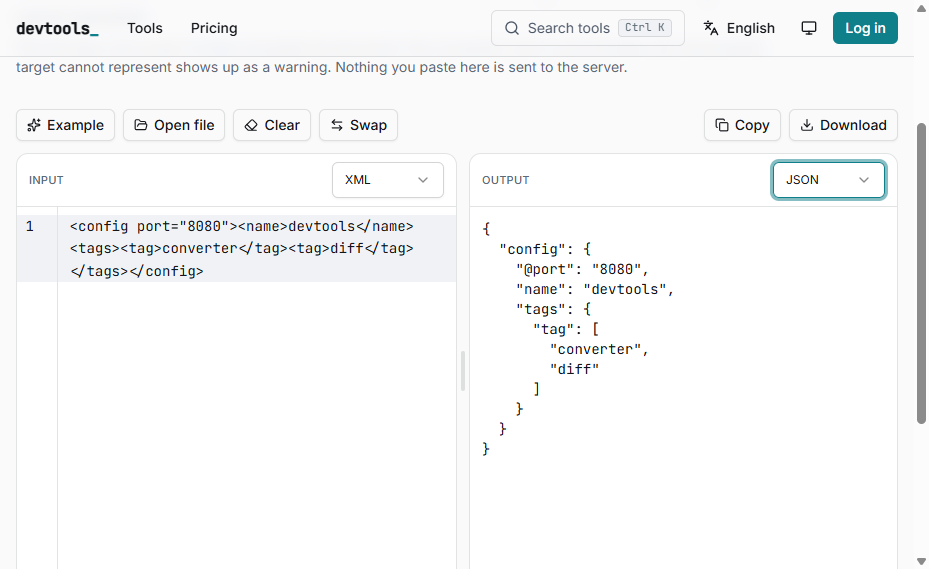 devtools_ Tools Pricing Search tools Ctrl K English Log in
target cannot represent shows up as a warning. Nothing you paste here is sent to the server.
Example Open file Clear Swap Copy Download
INPUT XML
1 <config port="8080"><name>devtools</name>
<tags><tag>converter</tag><tag>diff</tag>
</tags></config>
OUTPUT JSON
{
  "config": {
    "@port": "8080",
    "name": "devtools",
    "tags": {
      "tag": [
        "converter",
        "diff"
      ]
    }
  }
}